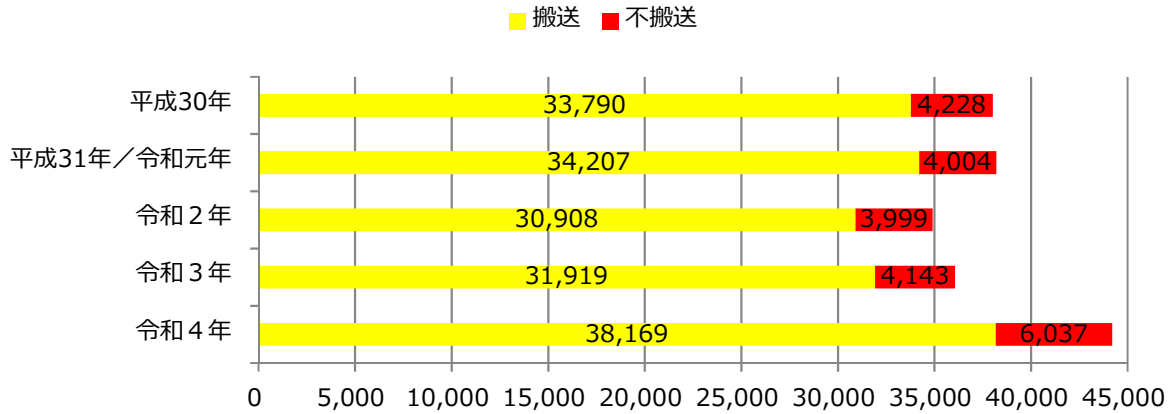 搬送 不搬送
平成30年 33,790 4,228
平成31年／令和元年 34,207 4,004
令和２年 30,908 3,999
令和３年 31,919 4,143
令和４年 38,169 6,037
0 5,000 10,000 15,000 20,000 25,000 30,000 35,000 40,000 45,000